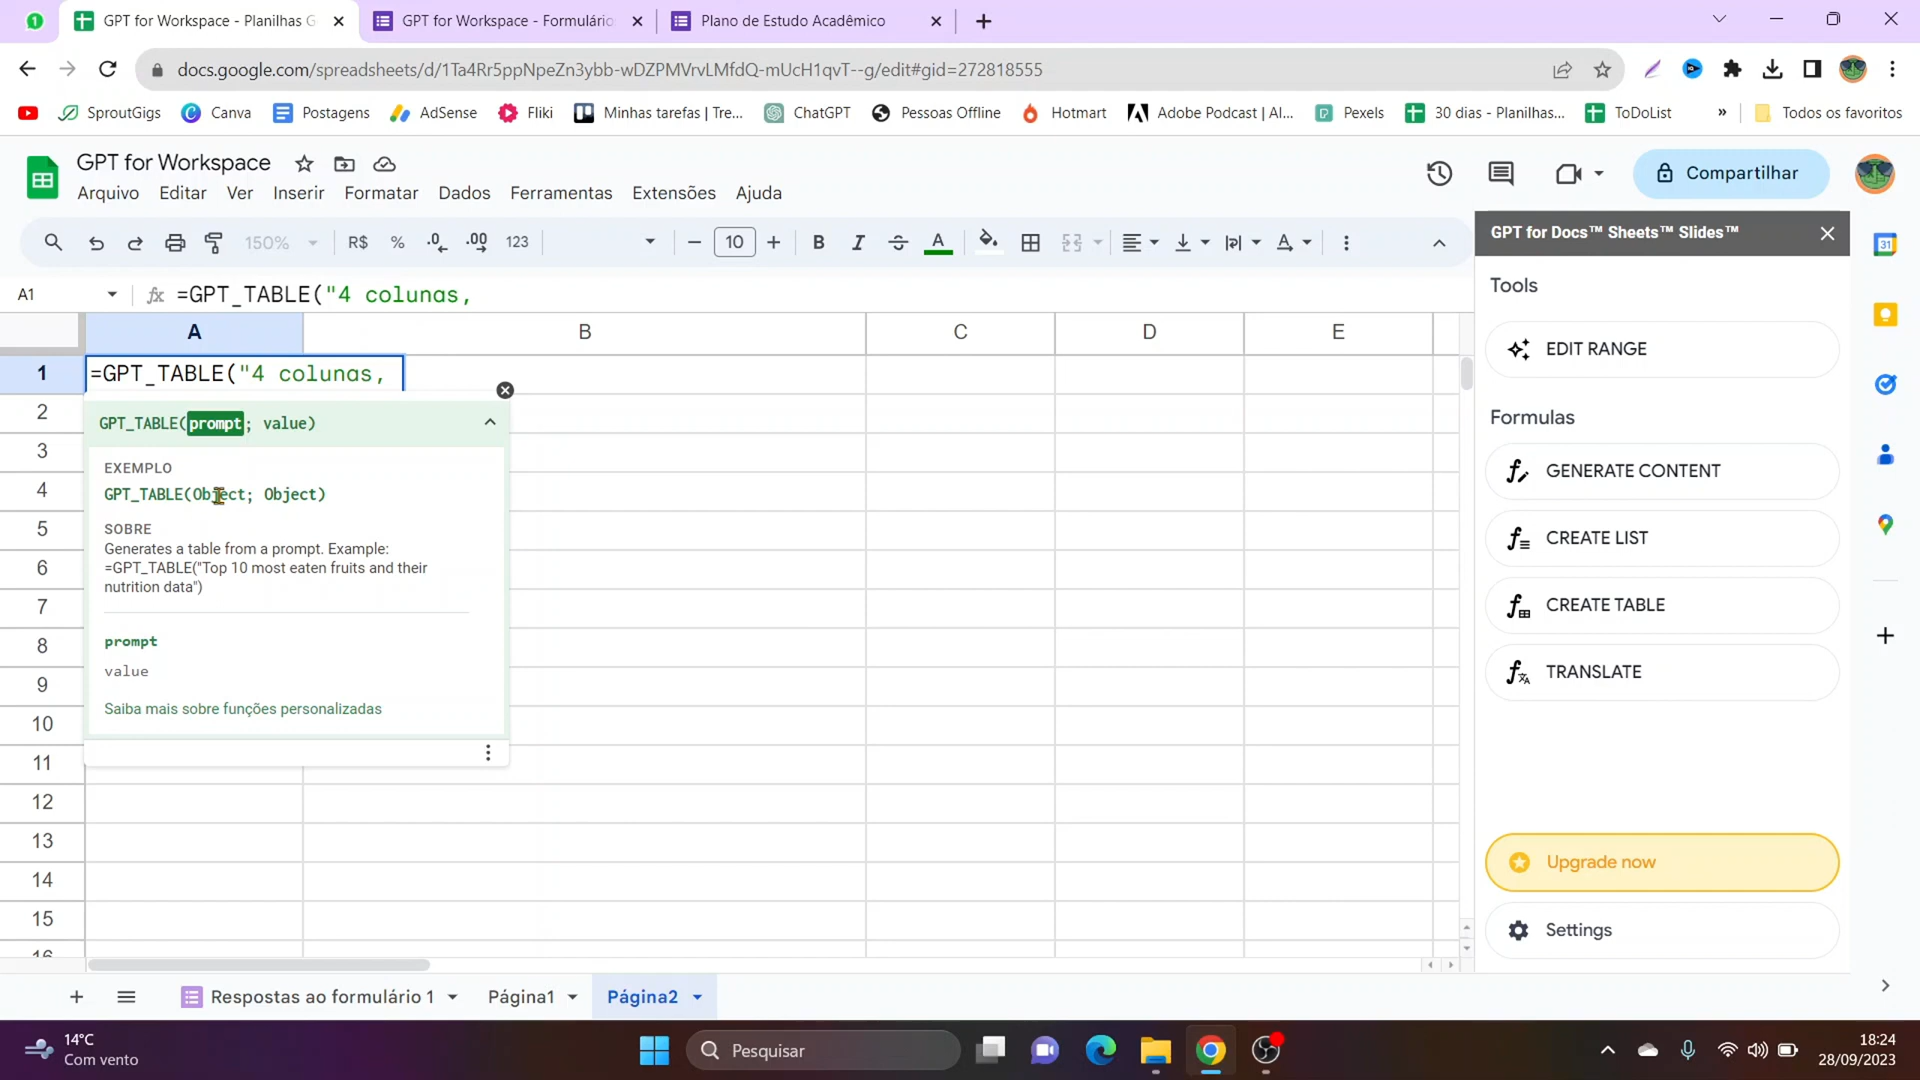 GPT for Workspace - Planilhas G
GPT for Workspace - Formulário
Plano de Estudo Acadêmico
docs.google.com/spreadsheets/d/1Ta4Rr5ppNpeZn3ybb-wDZPMVrvLMfdQ-mUcH1qvT--g/edit#gid=272818555
SproutGigs
Canva
Postagens
AdSense
Fliki
Minhas tarefas | Tre...
ChatGPT
Pessoas Offline
Hotmart
Adobe Podcast | AI...
Pexels
30 dias - Planilhas...
ToDoList
»
Todos os favoritos
GPT for Workspace
Arquivo Editar Ver Inserir Formatar Dados Ferramentas Extensões Ajuda
Compartilhar
150% R$ % .0 .00 123 10 B I A
GPT for Docs™ Sheets™ Slides™
A1 fx =GPT_TABLE("4 colunas,
A B C D E
1 =GPT_TABLE("4 colunas,
2
3
4
5
6
7
8
9
10
11
12
13
14
15
16
GPT_TABLE(prompt; value)
EXEMPLO
GPT_TABLE(Object; Object)
SOBRE
Generates a table from a prompt. Example:
=GPT_TABLE("Top 10 most eaten fruits and their
nutrition data")
prompt
value
Saiba mais sobre funções personalizadas
Tools
EDIT RANGE
Formulas
GENERATE CONTENT
CREATE LIST
CREATE TABLE
TRANSLATE
Upgrade now
Settings
31
Respostas ao formulário 1
Página1
Página2
14°C
Com vento
Pesquisar
18:24
28/09/2023